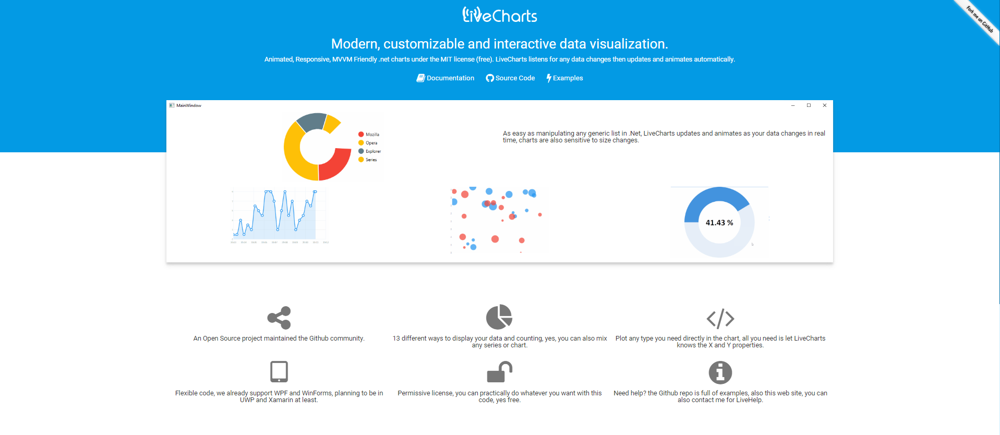 LiveCharts
Fork me on GitHub
Modern, customizable and interactive data visualization.
Animated, Responsive, MVVM Friendly .net charts under the MIT license (free). LiveCharts listens for any data changes then updates and animates automatically.
Documentation Source Code Examples
MainWindow
Mozilla
Opera
Explorer
Series
As easy as manipulating any generic list in .Net, LiveCharts updates and animates as your data changes in real
time, charts are also sensitive to size changes.
41.43 %
An Open Source project maintained the Github community.
13 different ways to display your data and counting, yes, you can also mix
any series or chart.
Plot any type you need directly in the chart, all you need is let LiveCharts
knows the X and Y properties.
Flexible code, we already support WPF and WinForms, planning to be in
UWP and Xamarin at least.
Permissive license, you can practically do whatever you want with this
code, yes free.
Need help? the Github repo is full of examples, also this web site, you can
also contact me for LiveHelp.